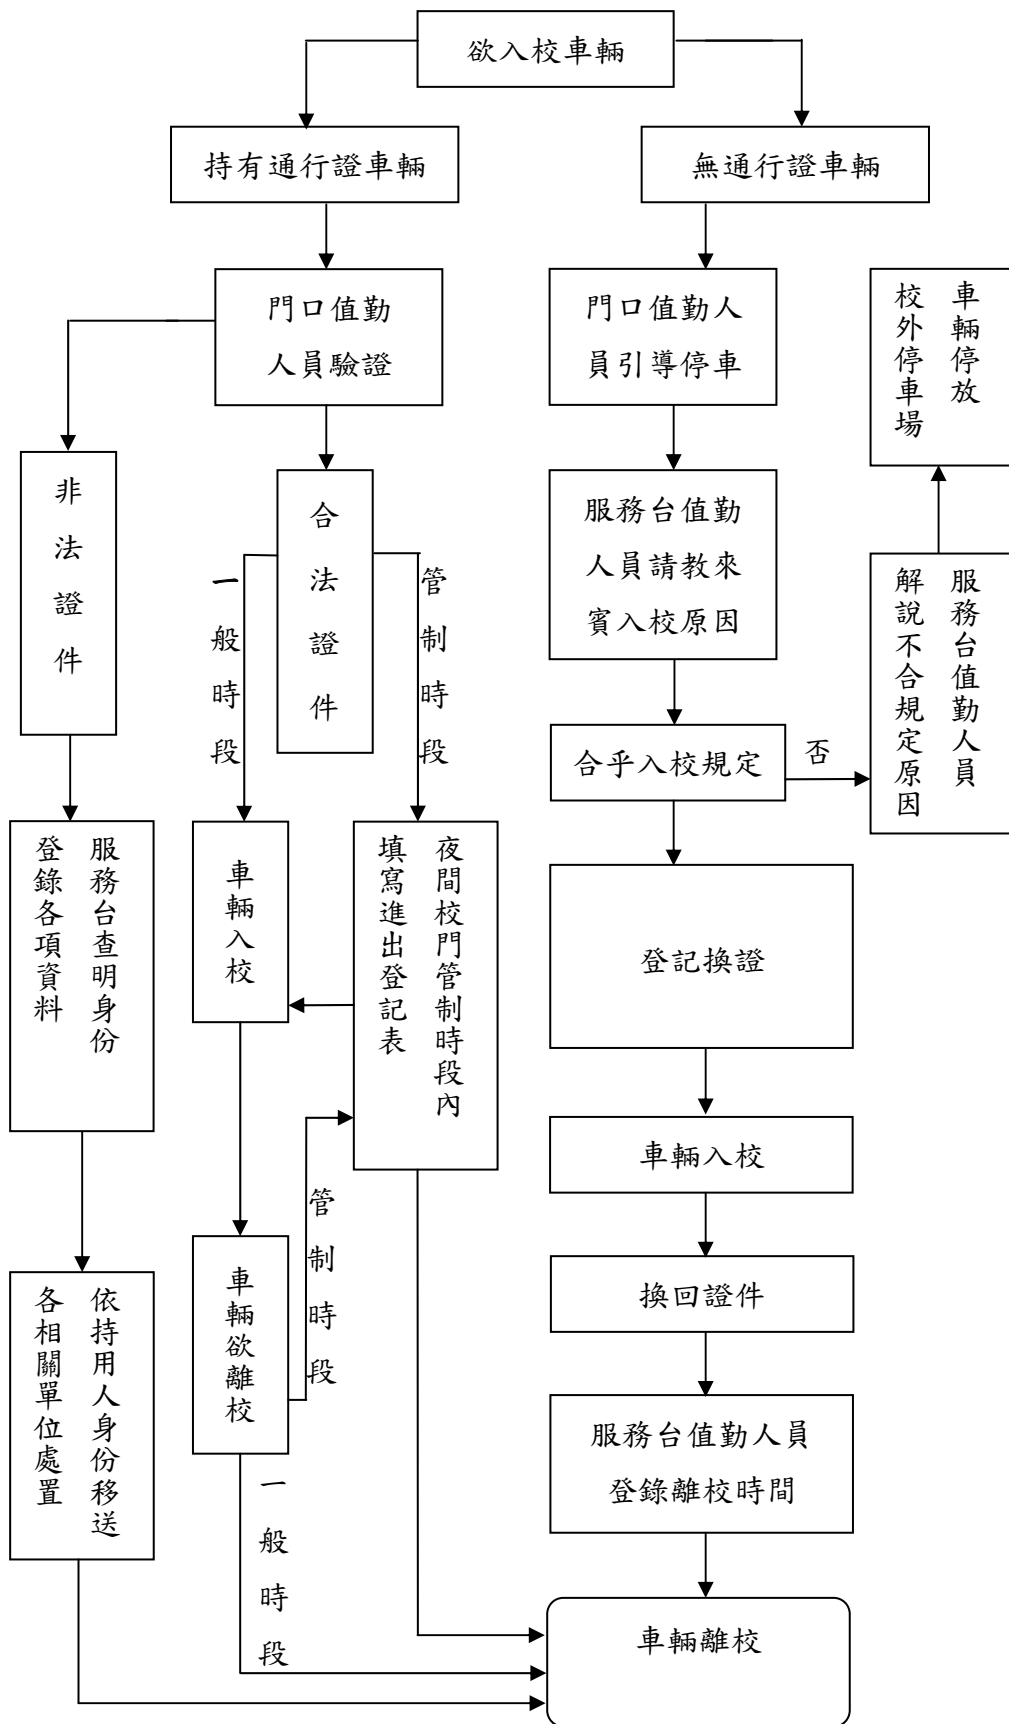 欲入校車輛
持有通行證車輛
無通行證車輛
門口值勤
人員驗證
門口值勤人
員引導停車
車輛停放
校外停車場
非法證件
合法證件
一般時段
管制時段
服務台值勤
人員請教來
賓入校原因
服務台值勤人員
解說不合規定原因
合乎入校規定
否
服務台查明身份
登錄各項資料
車輛入校
夜間校門管制時段內
填寫進出登記表
登記換證
車輛入校
管制時段
換回證件
依持用人身份移送
各相關單位處置
車輛欲離校
一般時段
服務台值勤人員
登錄離校時間
車輛離校